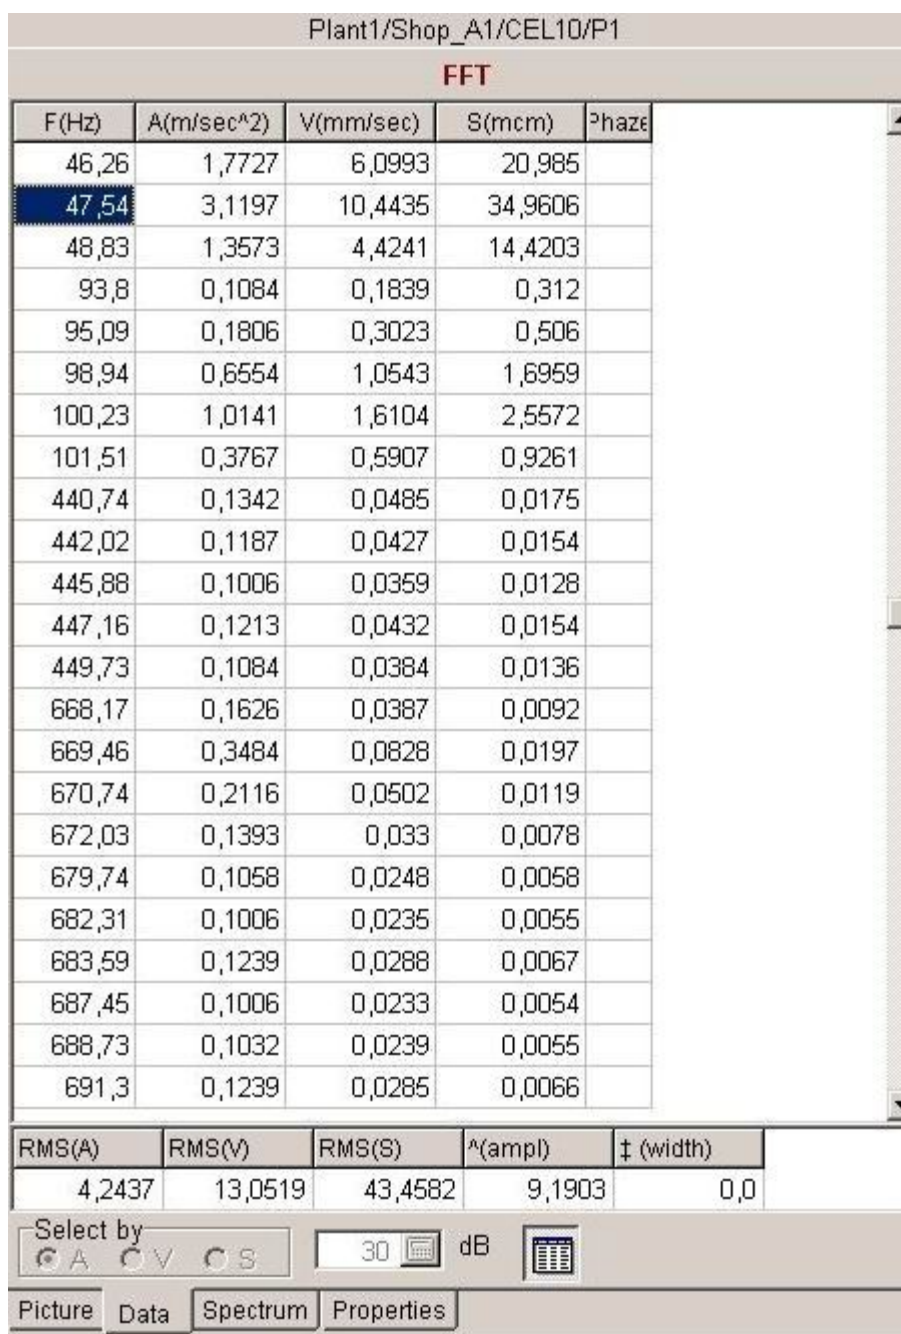 Plant1/Shop_A1/CEL10/P1
FFT
F(Hz) A(m/sec^2) V(mm/sec) S(mcm) Phaze
46,26 1,7727 6,0993 20,985
47,54 3,1197 10,4435 34,9606
48,83 1,3573 4,4241 14,4203
93,8 0,1084 0,1839 0,312
95,09 0,1806 0,3023 0,506
98,94 0,6554 1,0543 1,6959
100,23 1,0141 1,6104 2,5572
101,51 0,3767 0,5907 0,9261
440,74 0,1342 0,0485 0,0175
442,02 0,1187 0,0427 0,0154
445,88 0,1006 0,0359 0,0128
447,16 0,1213 0,0432 0,0154
449,73 0,1084 0,0384 0,0136
668,17 0,1626 0,0387 0,0092
669,46 0,3484 0,0828 0,0197
670,74 0,2116 0,0502 0,0119
672,03 0,1393 0,033 0,0078
679,74 0,1058 0,0248 0,0058
682,31 0,1006 0,0235 0,0055
683,59 0,1239 0,0288 0,0067
687,45 0,1006 0,0233 0,0054
688,73 0,1032 0,0239 0,0055
691,3 0,1239 0,0285 0,0066
RMS(A) RMS(V) RMS(S) ^(ampl) ‡ (width)
4,2437 13,0519 43,4582 9,1903 0,0
Select by
A V S 30 dB
Picture Data Spectrum Properties